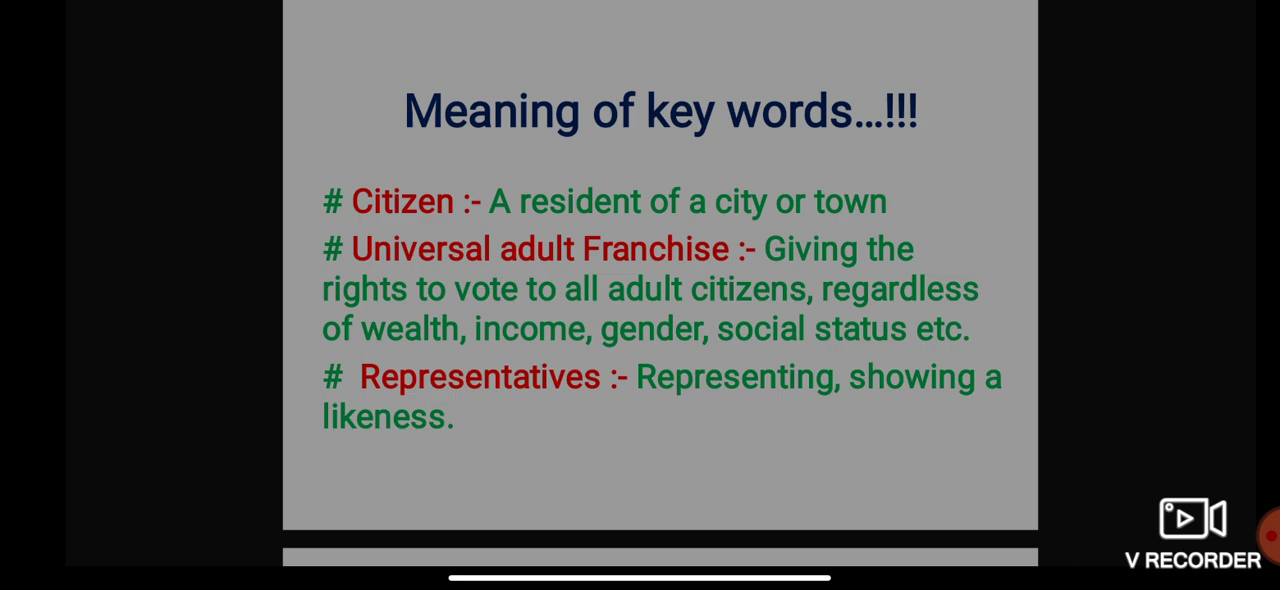 Meaning of key words...!!!
# Citizen :- A resident of a city or town
# Universal adult Franchise :- Giving the
rights to vote to all adult citizens, regardless
of wealth, income, gender, social status etc.
# Representatives :- Representing, showing a
likeness.
V RECORDER